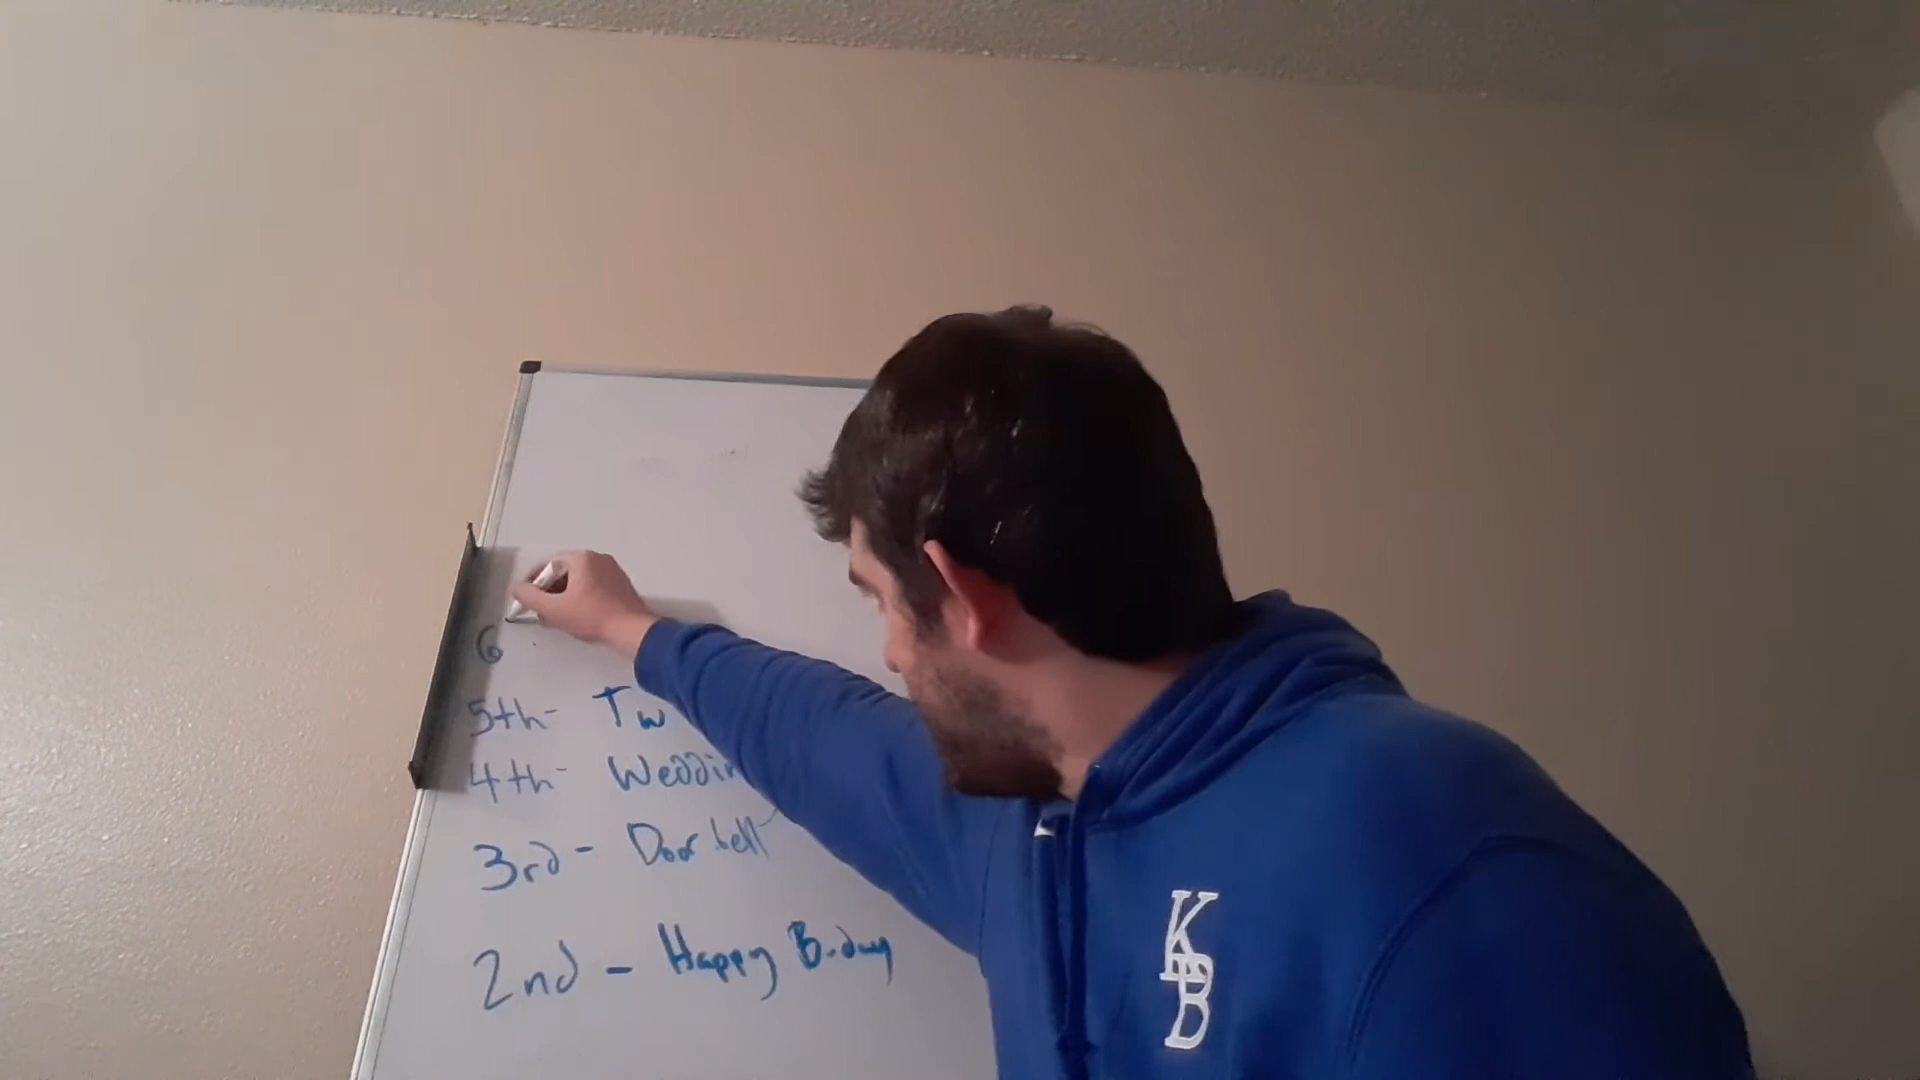 6
5th- Tw
4th- Weddin
3rd - Door bell
2nd - Happy B.day
KB